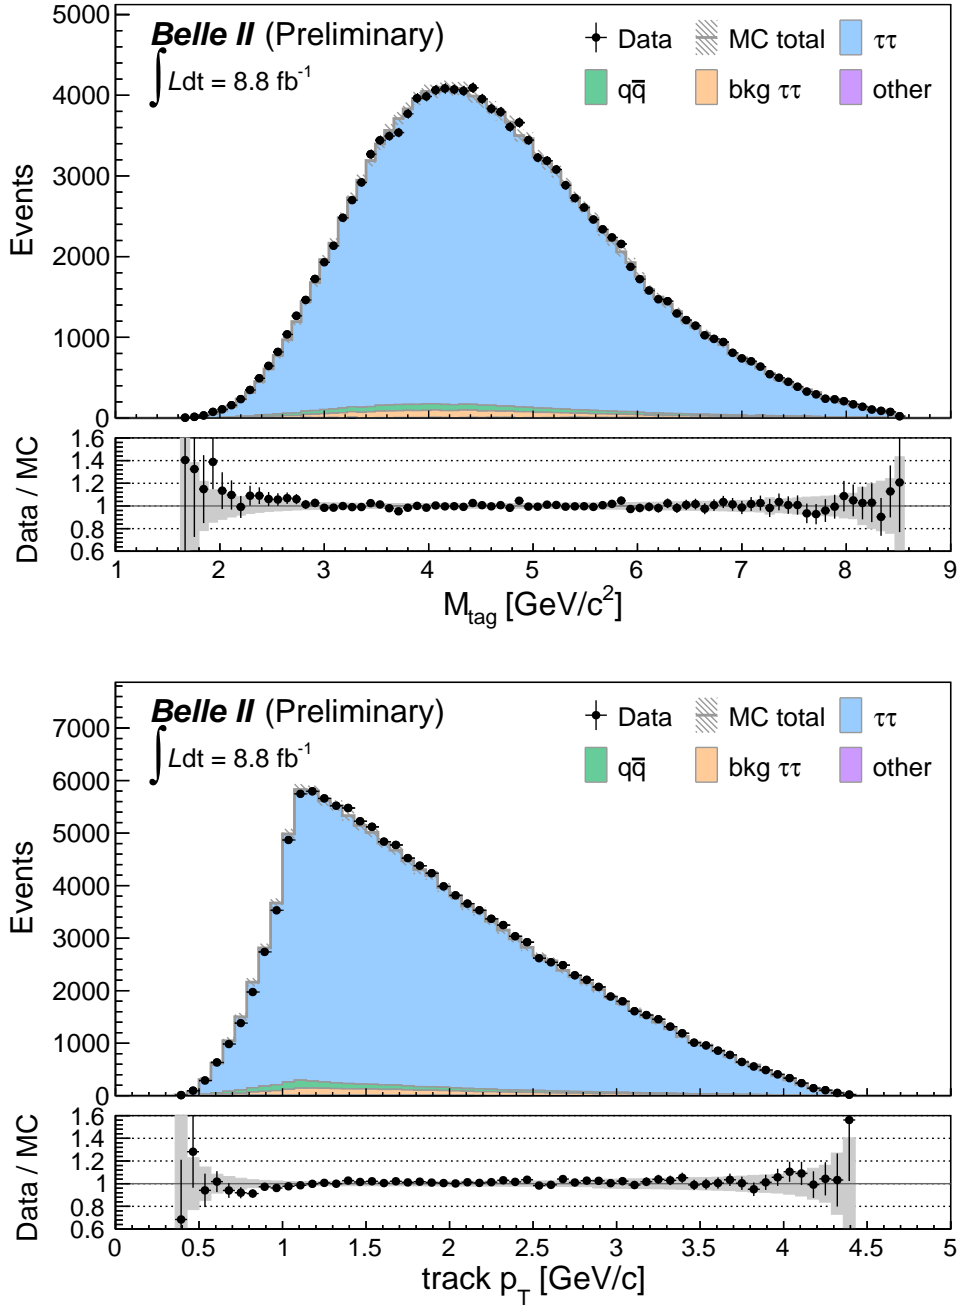 Belle II (Preliminary)
∫ Ldt = 8.8 fb⁻¹
Data
MC total
ττ
qq̅
bkg ττ
other
5000
4000
3000
2000
1000
0
Events
1.6
1.4
1.2
1
0.8
0.6
Data / MC
1 2 3 4 5 6 7 8 9
M_tag [GeV/c²]
Belle II (Preliminary)
∫ Ldt = 8.8 fb⁻¹
Data
MC total
ττ
qq̅
bkg ττ
other
7000
6000
5000
4000
3000
2000
1000
0
Events
1.6
1.4
1.2
1
0.8
0.6
Data / MC
0 0.5 1 1.5 2 2.5 3 3.5 4 4.5 5
track p_T [GeV/c]